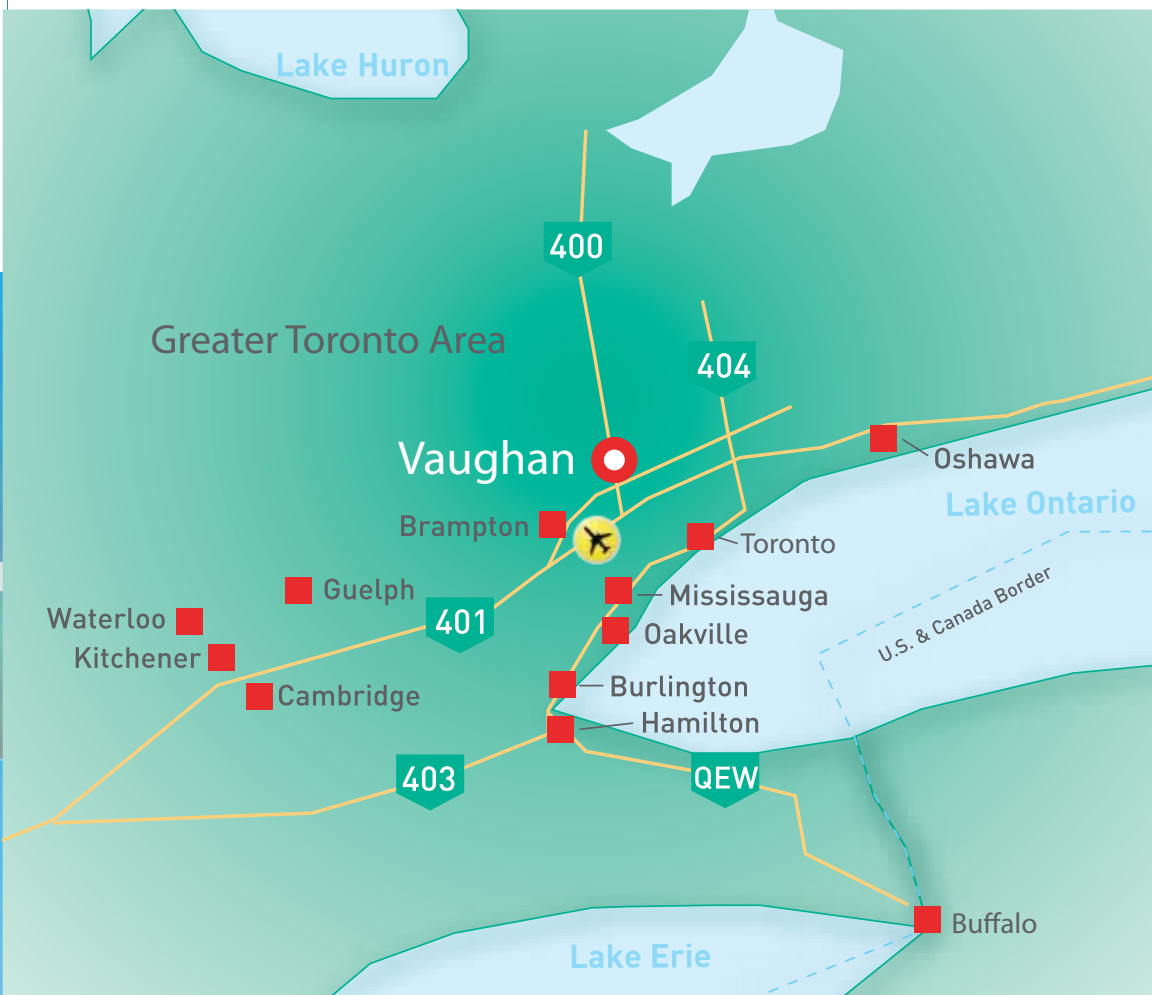 Lake Huron
400
Greater Toronto Area
404
Vaughan
Oshawa
Lake Ontario
Brampton
Toronto
Guelph
Mississauga
U.S. & Canada Border
Waterloo
401
Oakville
Kitchener
Burlington
Cambridge
Hamilton
403
QEW
Buffalo
Lake Erie